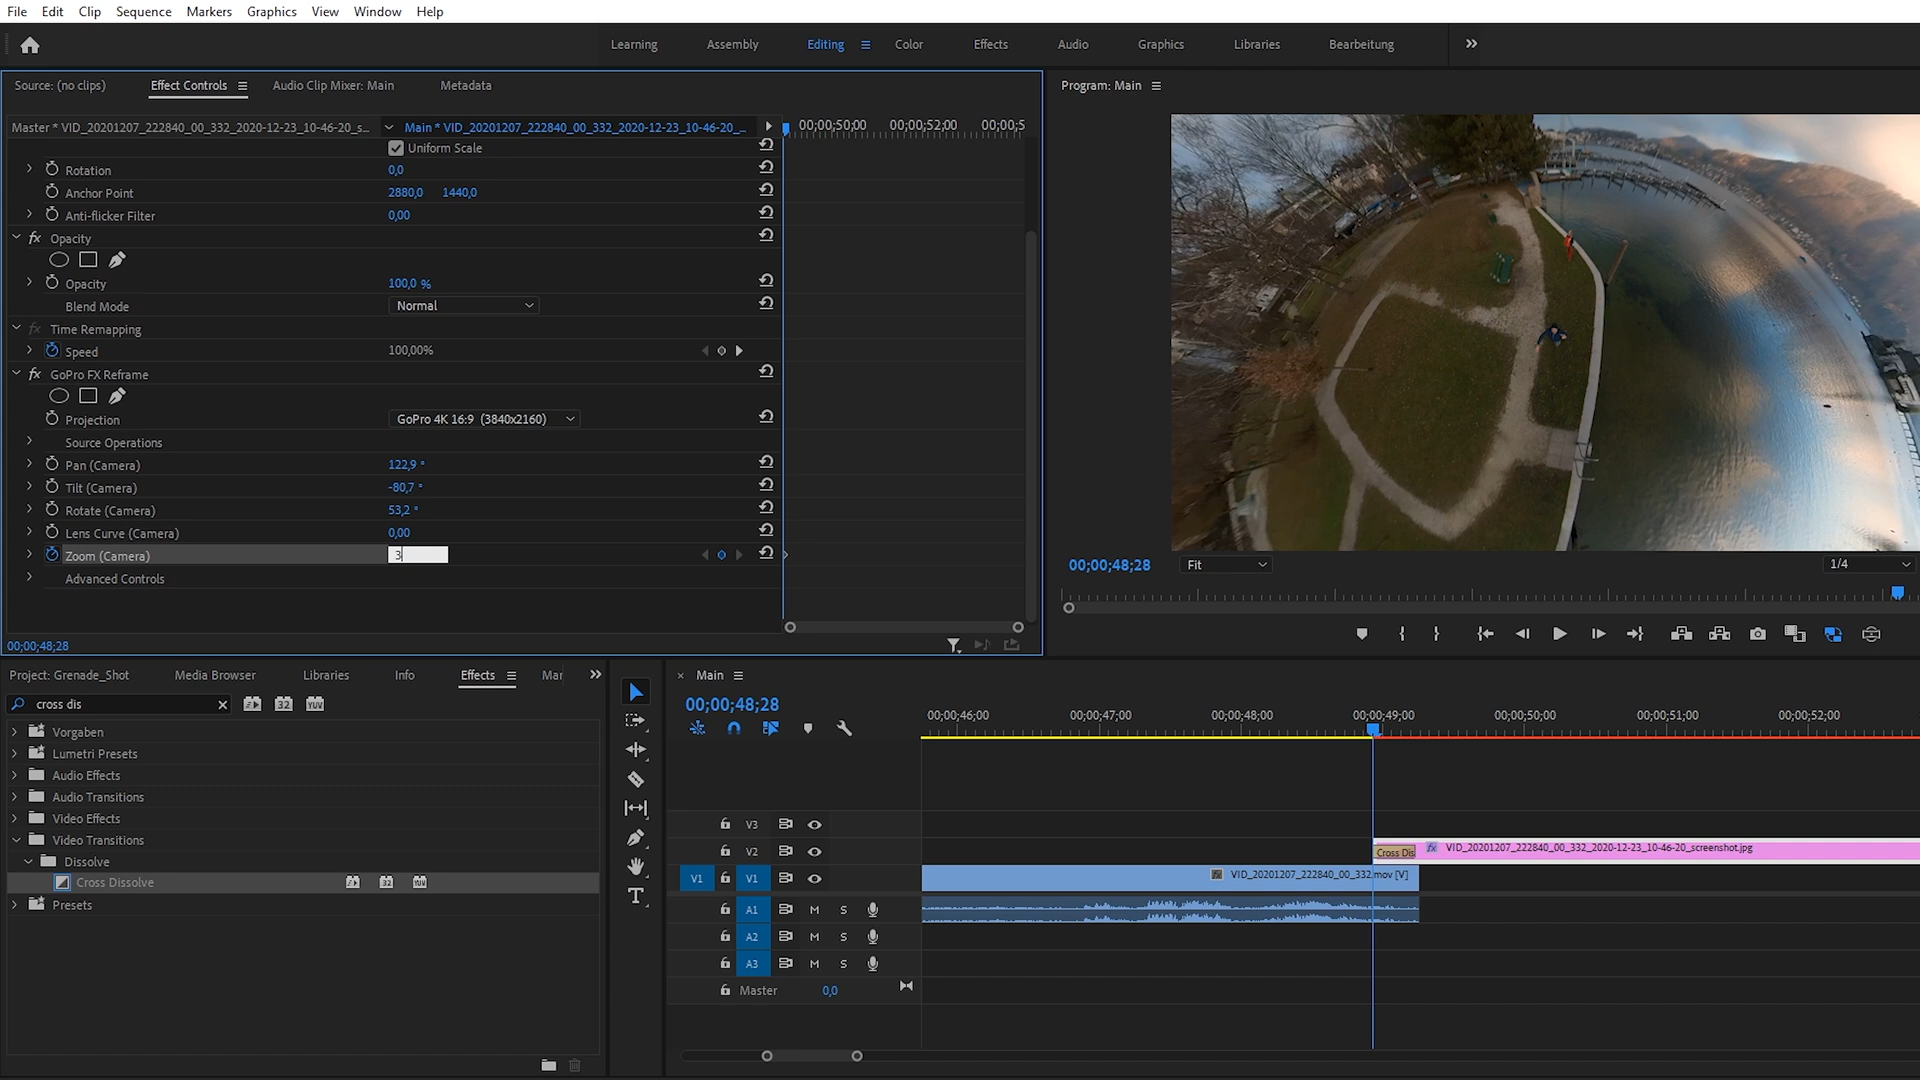 File Edit Clip Sequence Markers Graphics View Window Help
Learning Assembly Editing Color Effects Audio Graphics Libraries Bearbeitung
Source: (no clips) Effect Controls Audio Clip Mixer: Main Metadata
Program: Main
Master * VID_20201207_222840_00_332_2020-12-23_10-46-20_s... Main * VID_20201207_222840_00_332_2020-12-23_10-46-20_... 00;00;50;00 00;00;52;00 00;00;5
Uniform Scale
Rotation 0,0
Anchor Point 2880,0 1440,0
Anti-flicker Filter 0,00
fx Opacity
Opacity 100,0 %
Blend Mode Normal
fx Time Remapping
Speed 100,00%
fx GoPro FX Reframe
Projection GoPro 4K 16:9 (3840x2160)
Source Operations
Pan (Camera) 122,9 °
Tilt (Camera) -80,7 °
Rotate (Camera) 53,2 °
Lens Curve (Camera) 0,00
Zoom (Camera) 3
Advanced Controls
00;00;48;28
00;00;48;28 Fit 1/4
Project: Grenade_Shot Media Browser Libraries Info Effects Mar
cross dis 32 YUV
Vorgaben
Lumetri Presets
Audio Effects
Audio Transitions
Video Effects
Video Transitions
Dissolve
Cross Dissolve 32 YUV
Presets
× Main
00;00;48;28
00;00;46;00 00;00;47;00 00;00;48;00 00;00;49;00 00;00;50;00 00;00;51;00 00;00;52;00
V3
V2 Cross Dis fx VID_20201207_222840_00_332_2020-12-23_10-46-20_screenshot.jpg
V1 V1 fx VID_20201207_222840_00_332.mov [V]
A1 M S
A2 M S
A3 M S
Master 0,0